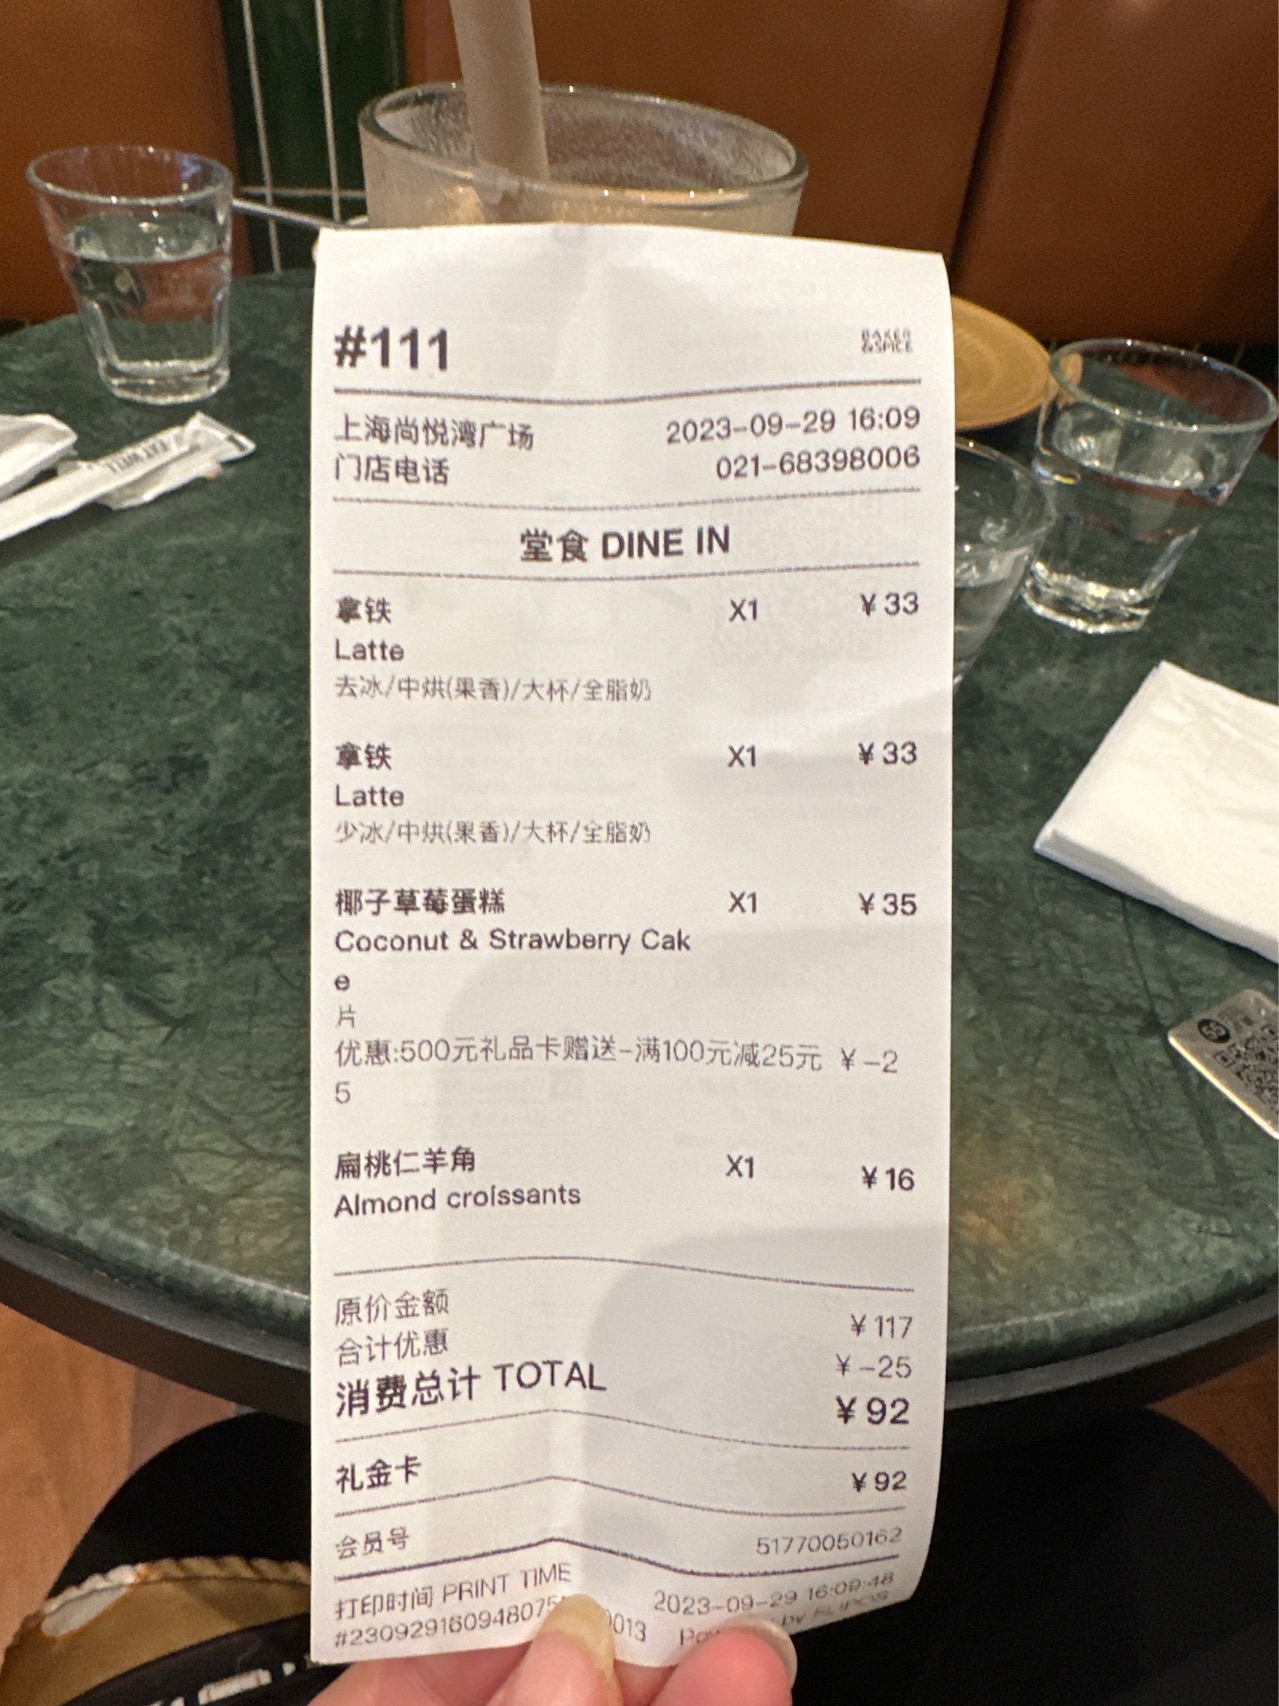 #111
BAKER
&SPICE
上海尚悦湾广场 2023-09-29 16:09
门店电话 021-68398006
堂食 DINE IN
拿铁 X1 ¥33
Latte
去冰/中烘(果香)/大杯/全脂奶
拿铁 X1 ¥33
Latte
少冰/中烘(果香)/大杯/全脂奶
椰子草莓蛋糕 X1 ¥35
Coconut & Strawberry Cak
e
片
优惠:500元礼品卡赠送-满100元减25元 ¥-2
5
扁桃仁羊角 X1 ¥16
Almond croissants
原价金额 ¥117
合计优惠 ¥-25
消费总计 TOTAL ¥92
礼金卡 ¥92
会员号 51770050162
打印时间 PRINT TIME 2023-09-29 16:09:48
by